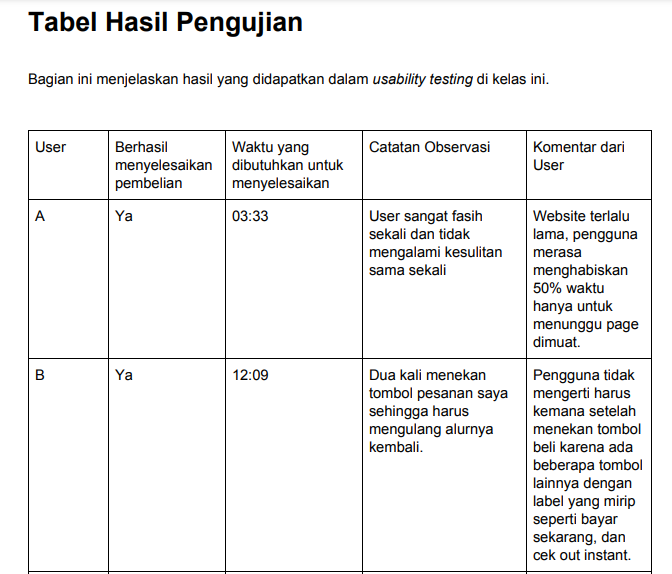 Tabel Hasil Pengujian
Bagian ini menjelaskan hasil yang didapatkan dalam usability testing di kelas ini.
User
Berhasil
menyelesaikan
pembelian
Waktu yang
dibutuhkan untuk
menyelesaikan
Catatan Observasi
Komentar dari
User
A
Ya
03:33
User sangat fasih
sekali dan tidak
mengalami kesulitan
sama sekali
Website terlalu
lama, pengguna
merasa
menghabiskan
50% waktu
hanya untuk
menunggu page
dimuat.
B
Ya
12:09
Dua kali menekan
tombol pesanan saya
sehingga harus
mengulang alurnya
kembali.
Pengguna tidak
mengerti harus
kemana setelah
menekan tombol
beli karena ada
beberapa tombol
lainnya dengan
label yang mirip
seperti bayar
sekarang, dan
cek out instant.